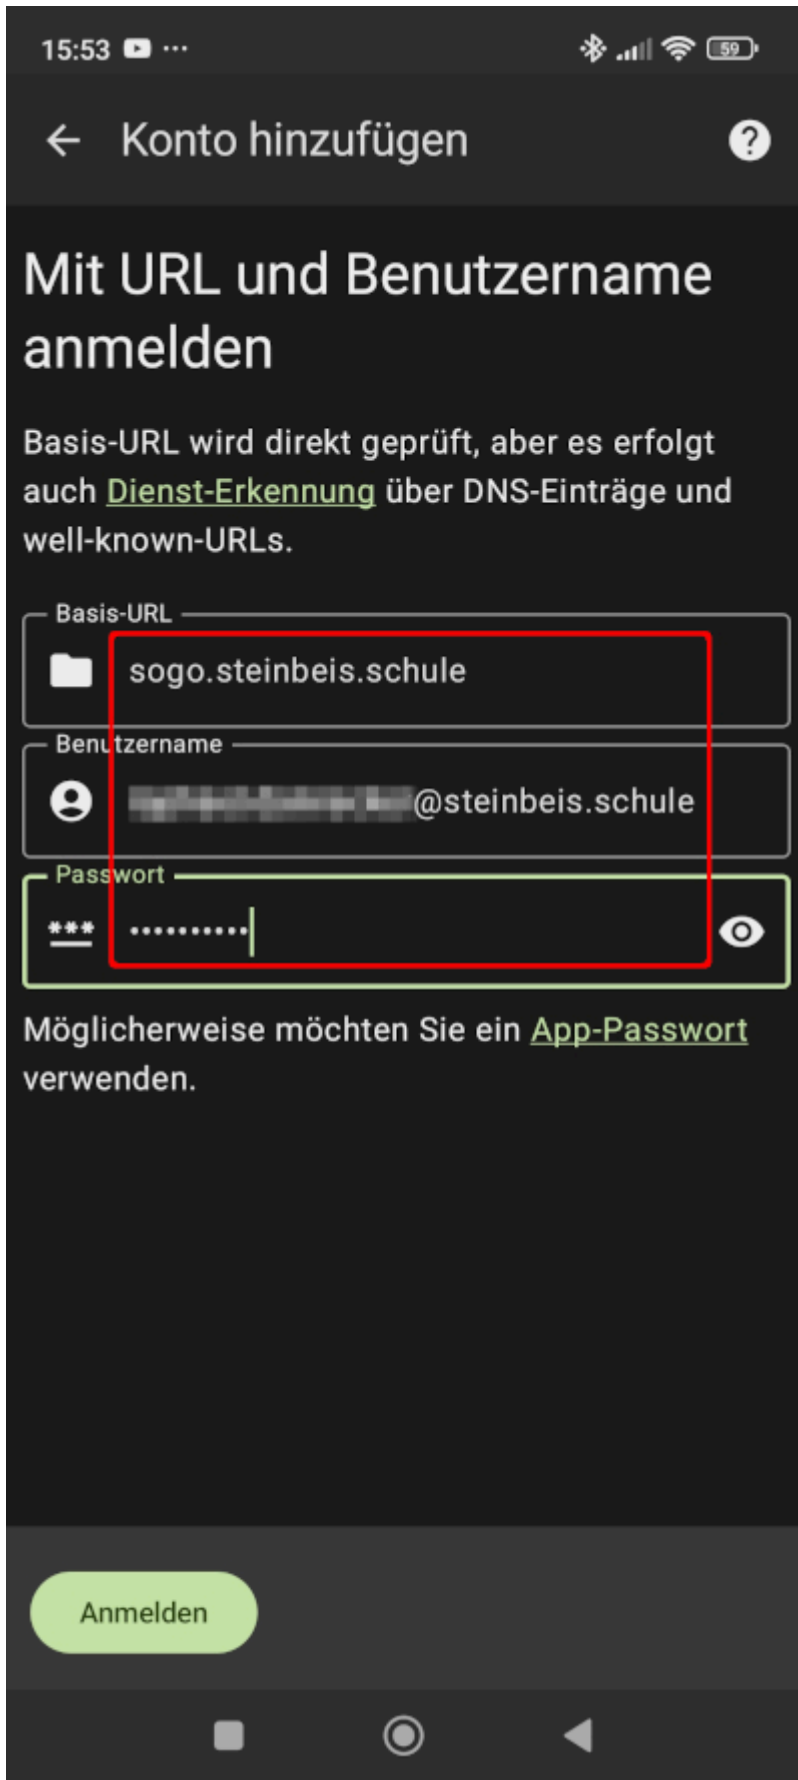 15:53
59
Konto hinzufügen
Mit URL und Benutzername
anmelden
Basis-URL wird direkt geprüft, aber es erfolgt
auch Dienst-Erkennung über DNS-Einträge und
well-known-URLs.
Basis-URL
sogo.steinbeis.schule
Benutzername
@steinbeis.schule
Passwort
***
••••••••••
Möglicherweise möchten Sie ein App-Passwort
verwenden.
Anmelden